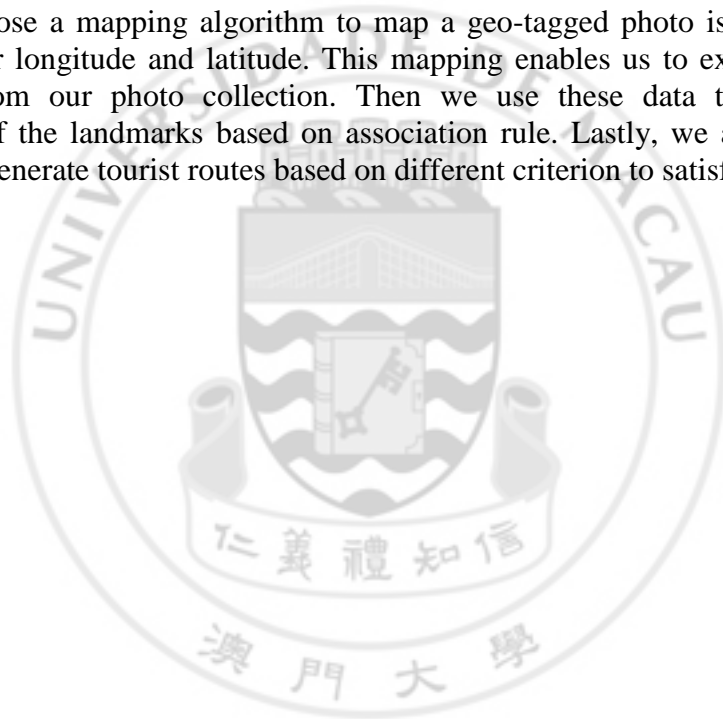 ose a mapping algorithm to map a geo-tagged photo is
r longitude and latitude. This mapping enables us to ex
om our photo collection. Then we use these data t
f the landmarks based on association rule. Lastly, we a
enerate tourist routes based on different criterion to satisf
UNIVERSIDADE DE MACAU
仁義禮知信
澳門大學